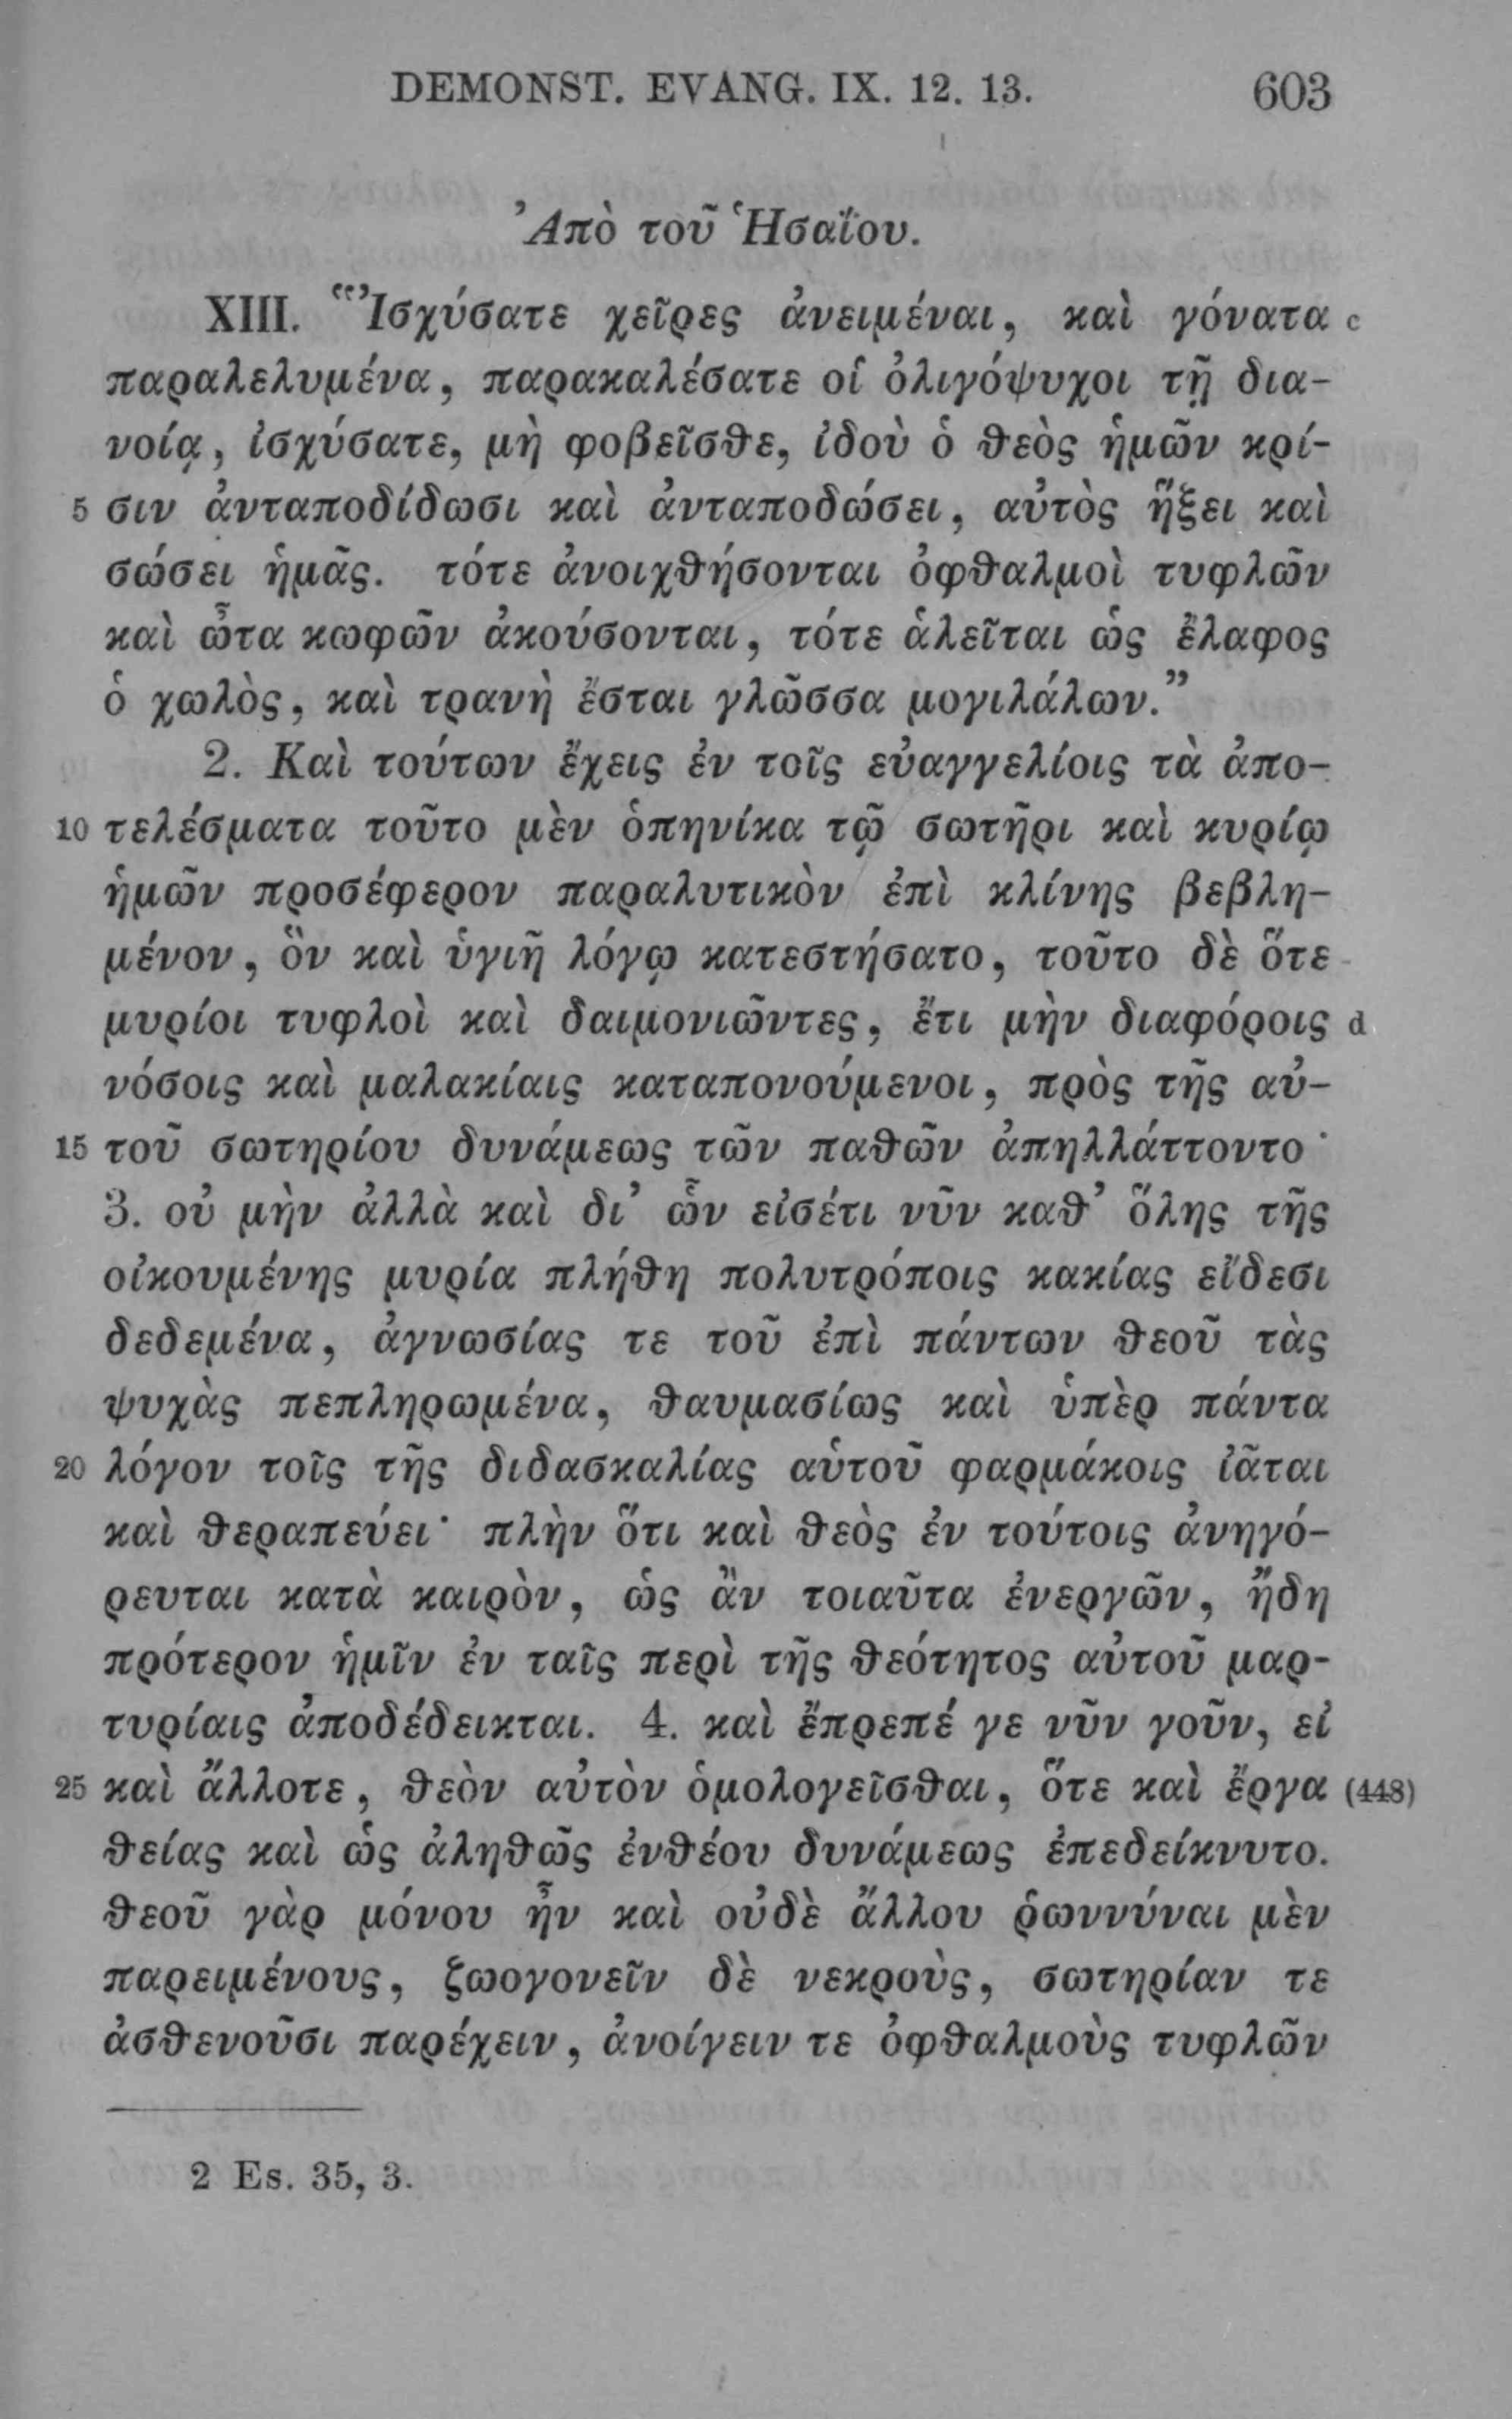 DEMONST. EVANG. IX. 12. 13. 603
Ἀπὸ τοῦ Ἡσαΐου.
XIII. “Ἰσχύσατε χεῖρες ἀνειμέναι, καὶ γόνατα c
παραλελυμένα, παρακαλέσατε οἱ ὀλιγόψυχοι τῇ δια-
νοίᾳ, ἰσχύσατε, μὴ φοβεῖσθε, ἰδοὺ ὁ θεὸς ἡμῶν κρί-
5 σιν ἀνταποδίδωσι καὶ ἀνταποδώσει, αὐτὸς ἥξει καὶ
σώσει ἡμᾶς. τότε ἀνοιχθήσονται ὀφθαλμοὶ τυφλῶν
καὶ ὦτα κωφῶν ἀκούσονται, τότε ἁλεῖται ὡς ἔλαφος
ὁ χωλὸς, καὶ τρανὴ ἔσται γλῶσσα μογιλάλων.”
2. Καὶ τούτων ἔχεις ἐν τοῖς εὐαγγελίοις τὰ ἀπο-
10 τελέσματα τοῦτο μὲν ὁπηνίκα τῷ σωτῆρι καὶ κυρίῳ
ἡμῶν προσέφερον παραλυτικὸν ἐπὶ κλίνης βεβλη-
μένον, ὃν καὶ ὑγιῆ λόγῳ κατεστήσατο, τοῦτο δὲ ὅτε
μυρίοι τυφλοὶ καὶ δαιμονιῶντες, ἔτι μὴν διαφόροις d
νόσοις καὶ μαλακίαις καταπονούμενοι, πρὸς τῆς αὐ-
15 τοῦ σωτηρίου δυνάμεως τῶν παθῶν ἀπηλλάττοντο·
3. οὐ μὴν ἀλλὰ καὶ δι’ ὧν εἰσέτι νῦν καθ’ ὅλης τῆς
οἰκουμένης μυρία πλήθη πολυτρόποις κακίας εἴδεσι
δεδεμένα, ἀγνωσίας τε τοῦ ἐπὶ πάντων θεοῦ τὰς
ψυχὰς πεπληρωμένα, θαυμασίως καὶ ὑπὲρ πάντα
20 λόγον τοῖς τῆς διδασκαλίας αὑτοῦ φαρμάκοις ἰᾶται
καὶ θεραπεύει· πλὴν ὅτι καὶ θεὸς ἐν τούτοις ἀνηγό-
ρευται κατὰ καιρὸν, ὡς ἂν τοιαῦτα ἐνεργῶν, ἤδη
πρότερον ἡμῖν ἐν ταῖς περὶ τῆς θεότητος αὐτοῦ μαρ-
τυρίαις ἀποδέδεικται. 4. καὶ ἔπρεπέ γε νῦν γοῦν, εἰ
25 καὶ ἄλλοτε, θεὸν αὐτὸν ὁμολογεῖσθαι, ὅτε καὶ ἔργα (448)
θείας καὶ ὡς ἀληθῶς ἐνθέου δυνάμεως ἐπεδείκνυτο.
θεοῦ γὰρ μόνου ἦν καὶ οὐδὲ ἄλλου ῥωννύναι μὲν
παρειμένους, ζωογονεῖν δὲ νεκροὺς, σωτηρίαν τε
ἀσθενοῦσι παρέχειν, ἀνοίγειν τε ὀφθαλμοὺς τυφλῶν
2 Es. 35, 3.